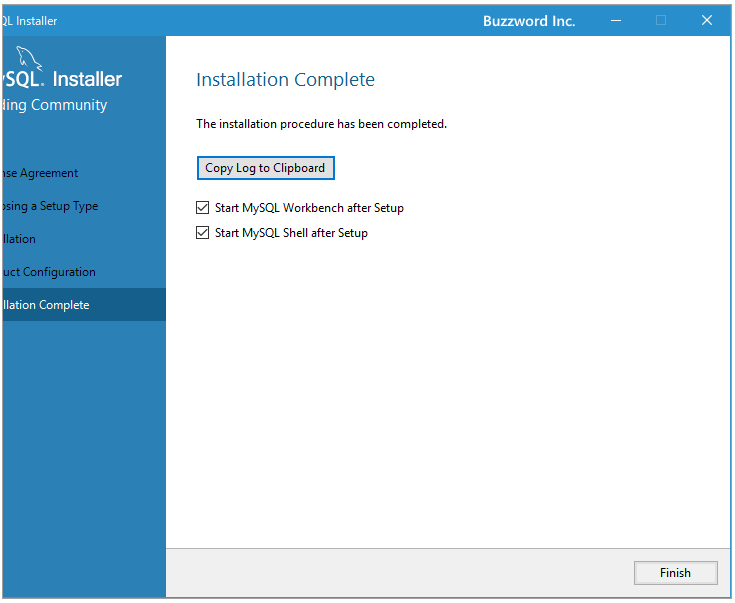 QL Installer
Buzzword Inc.
ySQL. Installer
ding Community
nse Agreement
osing a Setup Type
llation
uct Configuration
llation Complete
Installation Complete
The installation procedure has been completed.
Copy Log to Clipboard
Start MySQL Workbench after Setup
Start MySQL Shell after Setup
Finish